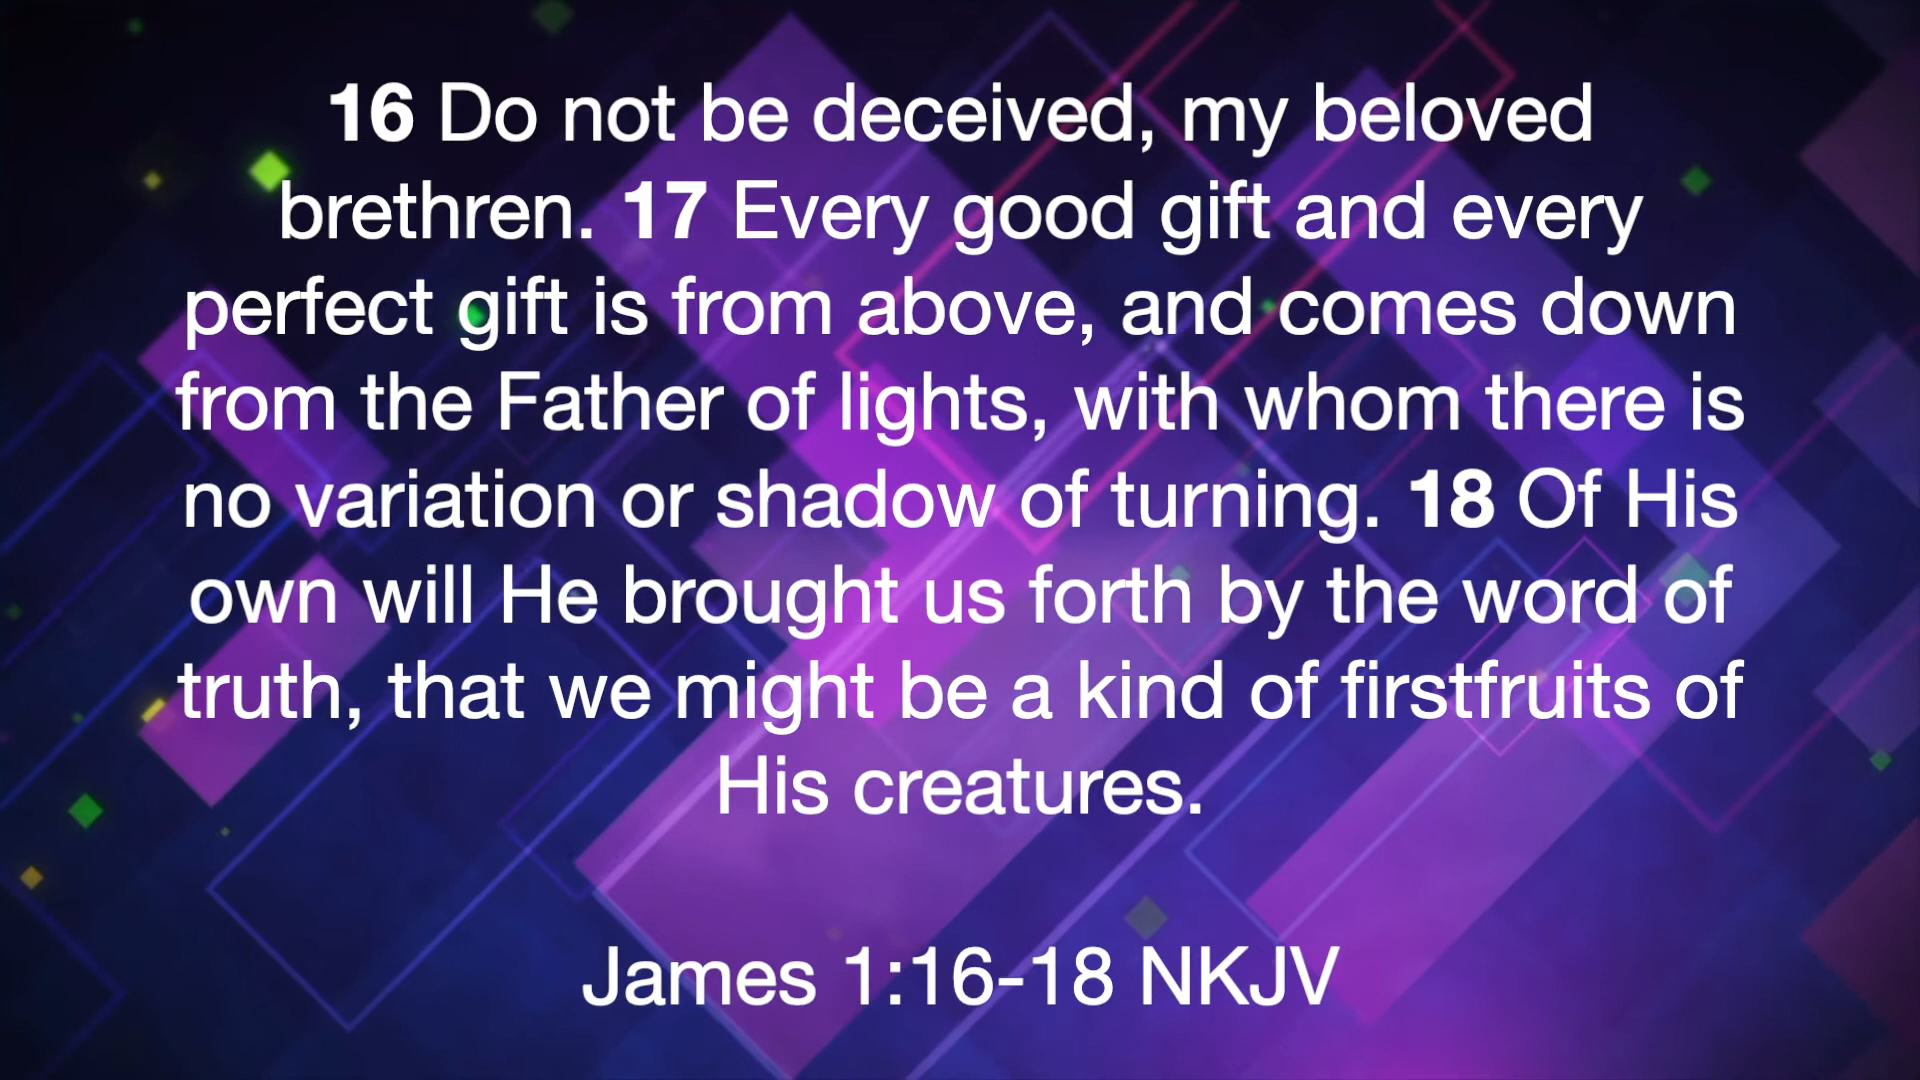 16 Do not be deceived, my beloved
brethren. 17 Every good gift and every
perfect gift is from above, and comes down
from the Father of lights, with whom there is
no variation or shadow of turning. 18 Of His
own will He brought us forth by the word of
truth, that we might be a kind of firstfruits of
His creatures.
James 1:16-18 NKJV